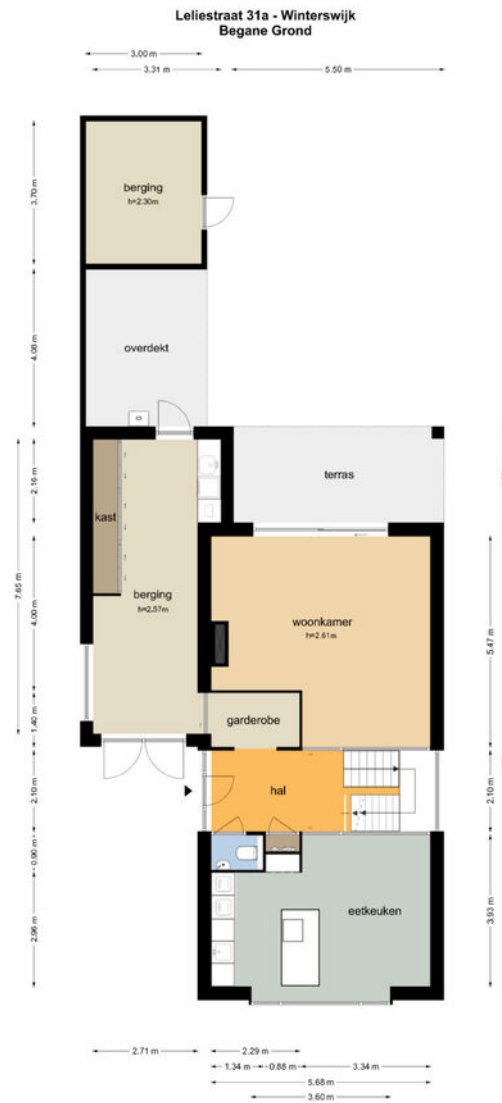 Leliestraat 31a - Winterswijk
Begane Grond
3.00 m
3.31 m
5.50 m
3.70 m
berging
h=2.30m
4.08 m
overdekt
7.65 m
2.16 m
kast
terras
4.00 m
berging
h=2.57m
woonkamer
h=2.61m
5.47 m
1.40 m
garderobe
2.10 m
hal
2.10 m
0.90 m
2.96 m
eetkeuken
3.93 m
2.71 m
2.29 m
1.34 m
0.88 m
3.34 m
5.68 m
3.60 m